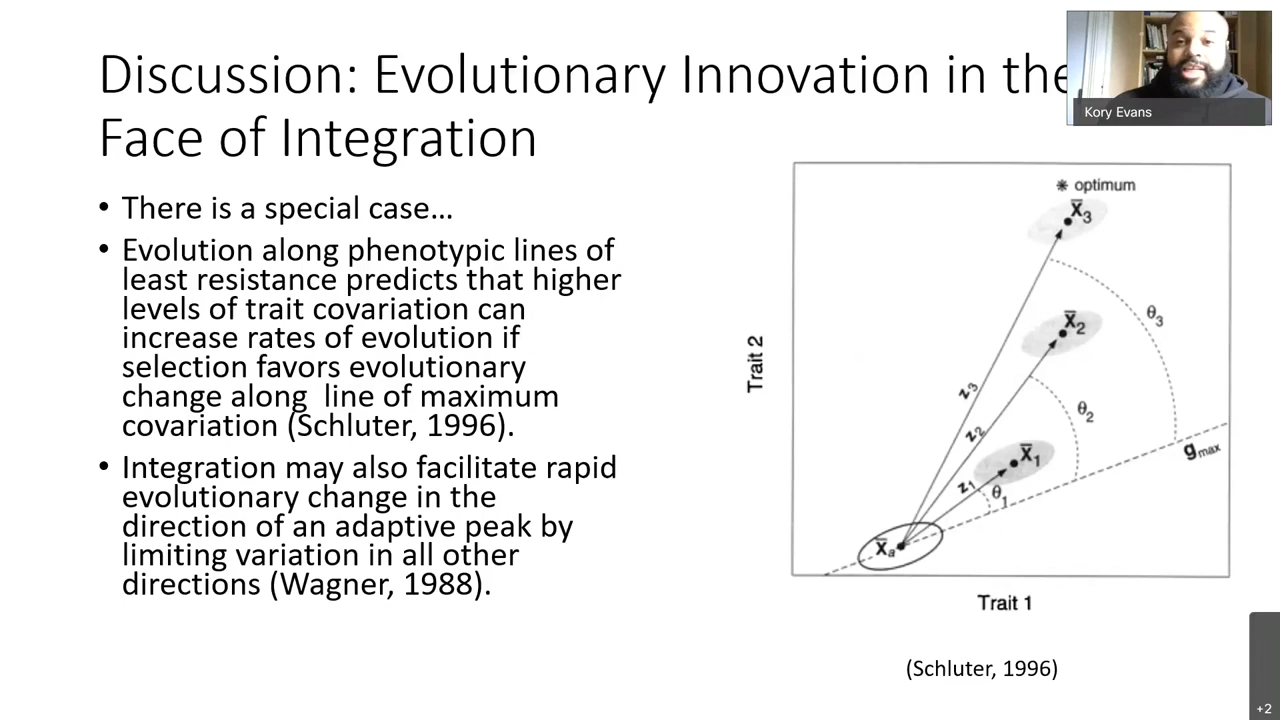 Discussion: Evolutionary Innovation in the
Face of Integration
Kory Evans
• There is a special case…
• Evolution along phenotypic lines of
least resistance predicts that higher
levels of trait covariation can
increase rates of evolution if
selection favors evolutionary
change along line of maximum
covariation (Schluter, 1996).
• Integration may also facilitate rapid
evolutionary change in the
direction of an adaptive peak by
limiting variation in all other
directions (Wagner, 1988).
✳ optimum
X̅3
X̅2
θ3
z3
θ2
z2
X̅1
gmax
z1
θ1
X̅a
Trait 2
Trait 1
(Schluter, 1996)
+2